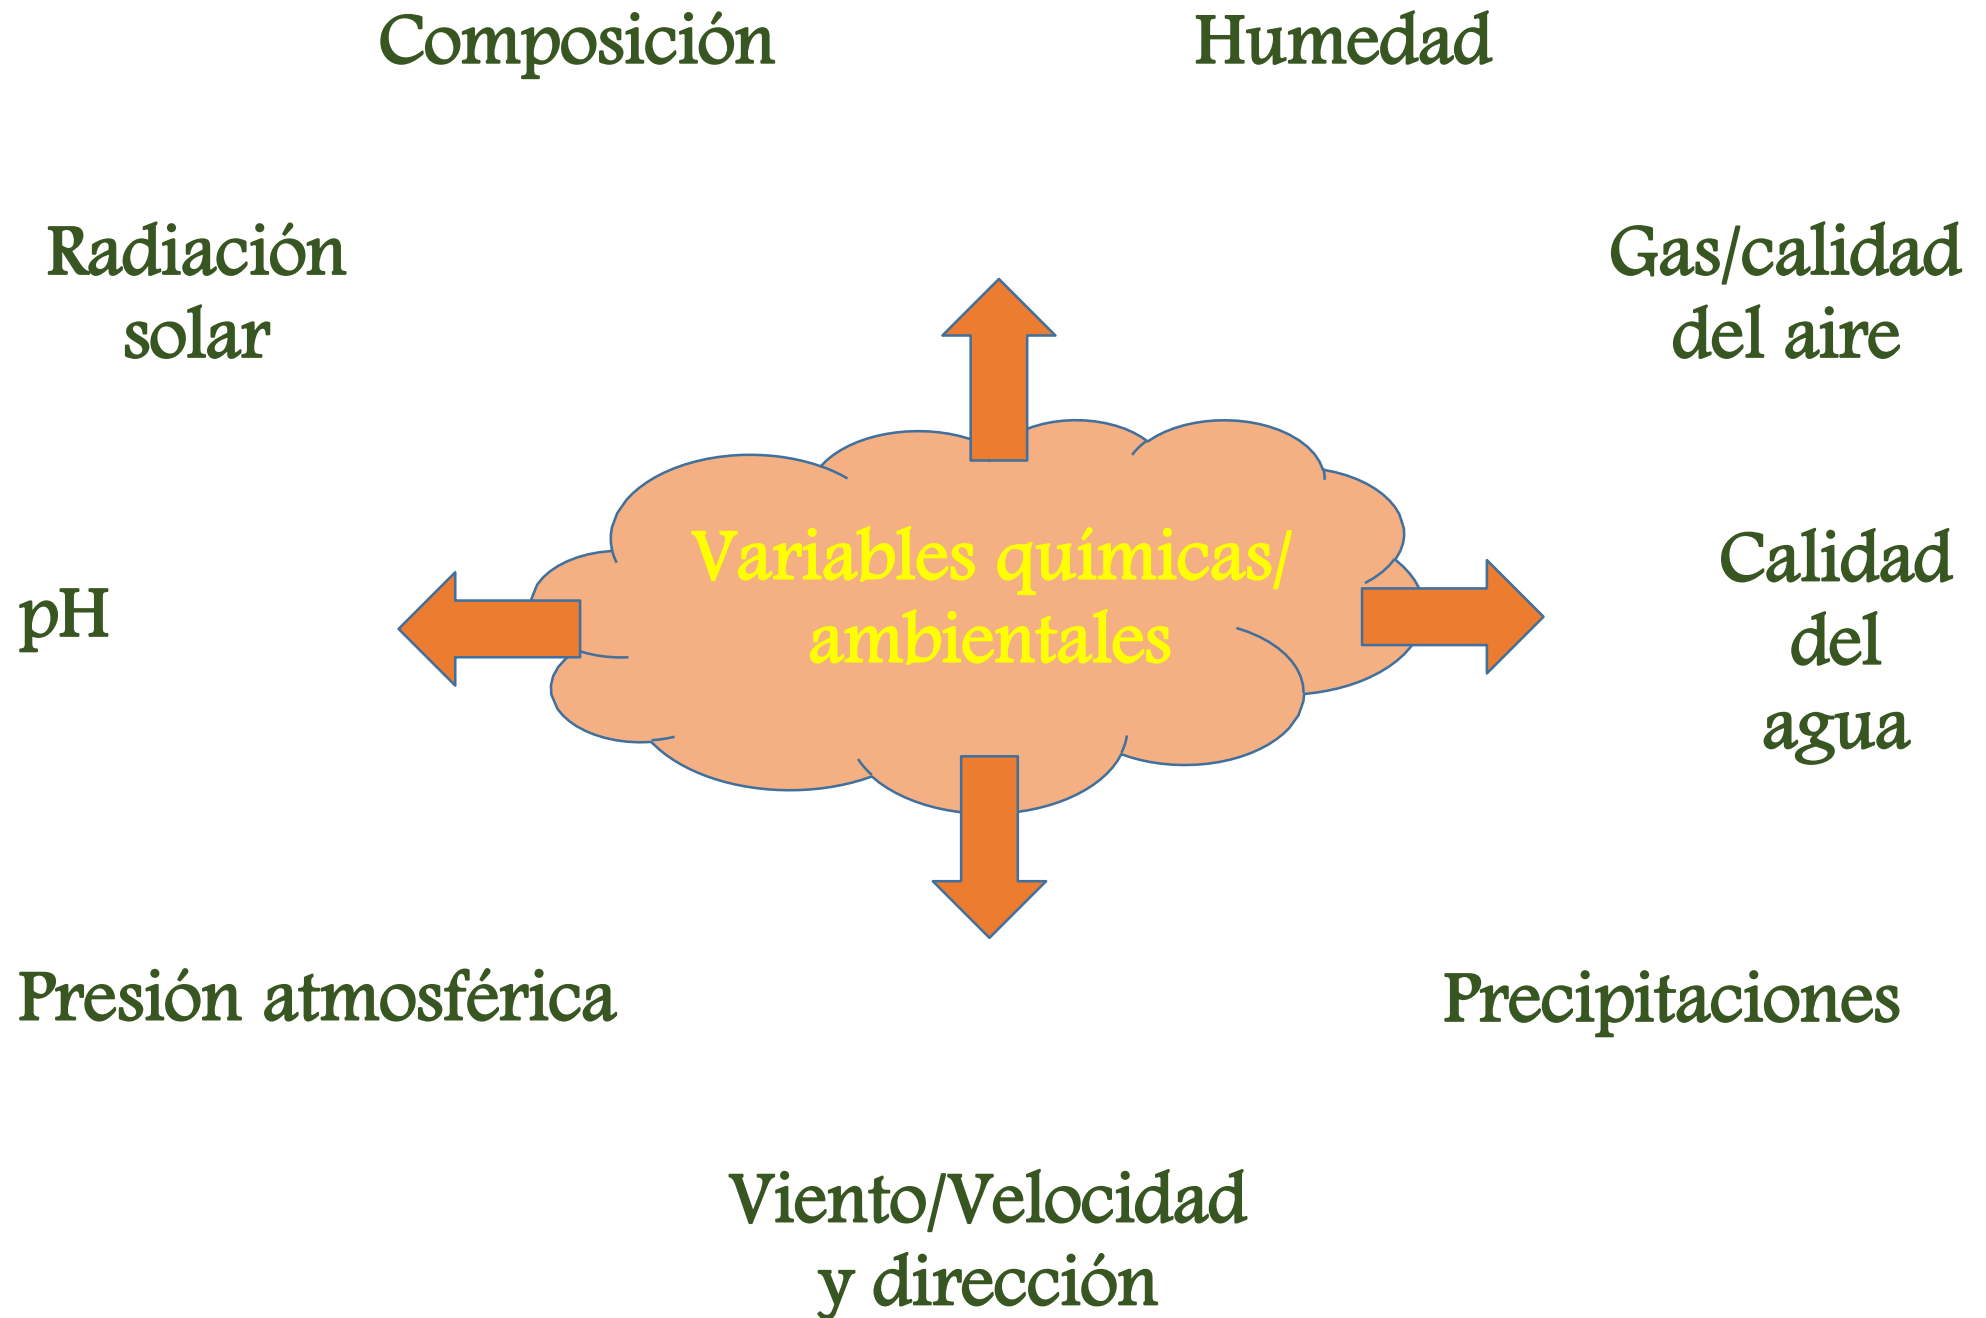 Composición
Humedad
Radiación
solar
Gas/calidad
del aire
Variables químicas/
ambientales
pH
Calidad
del
agua
Presión atmosférica
Precipitaciones
Viento/Velocidad
y dirección